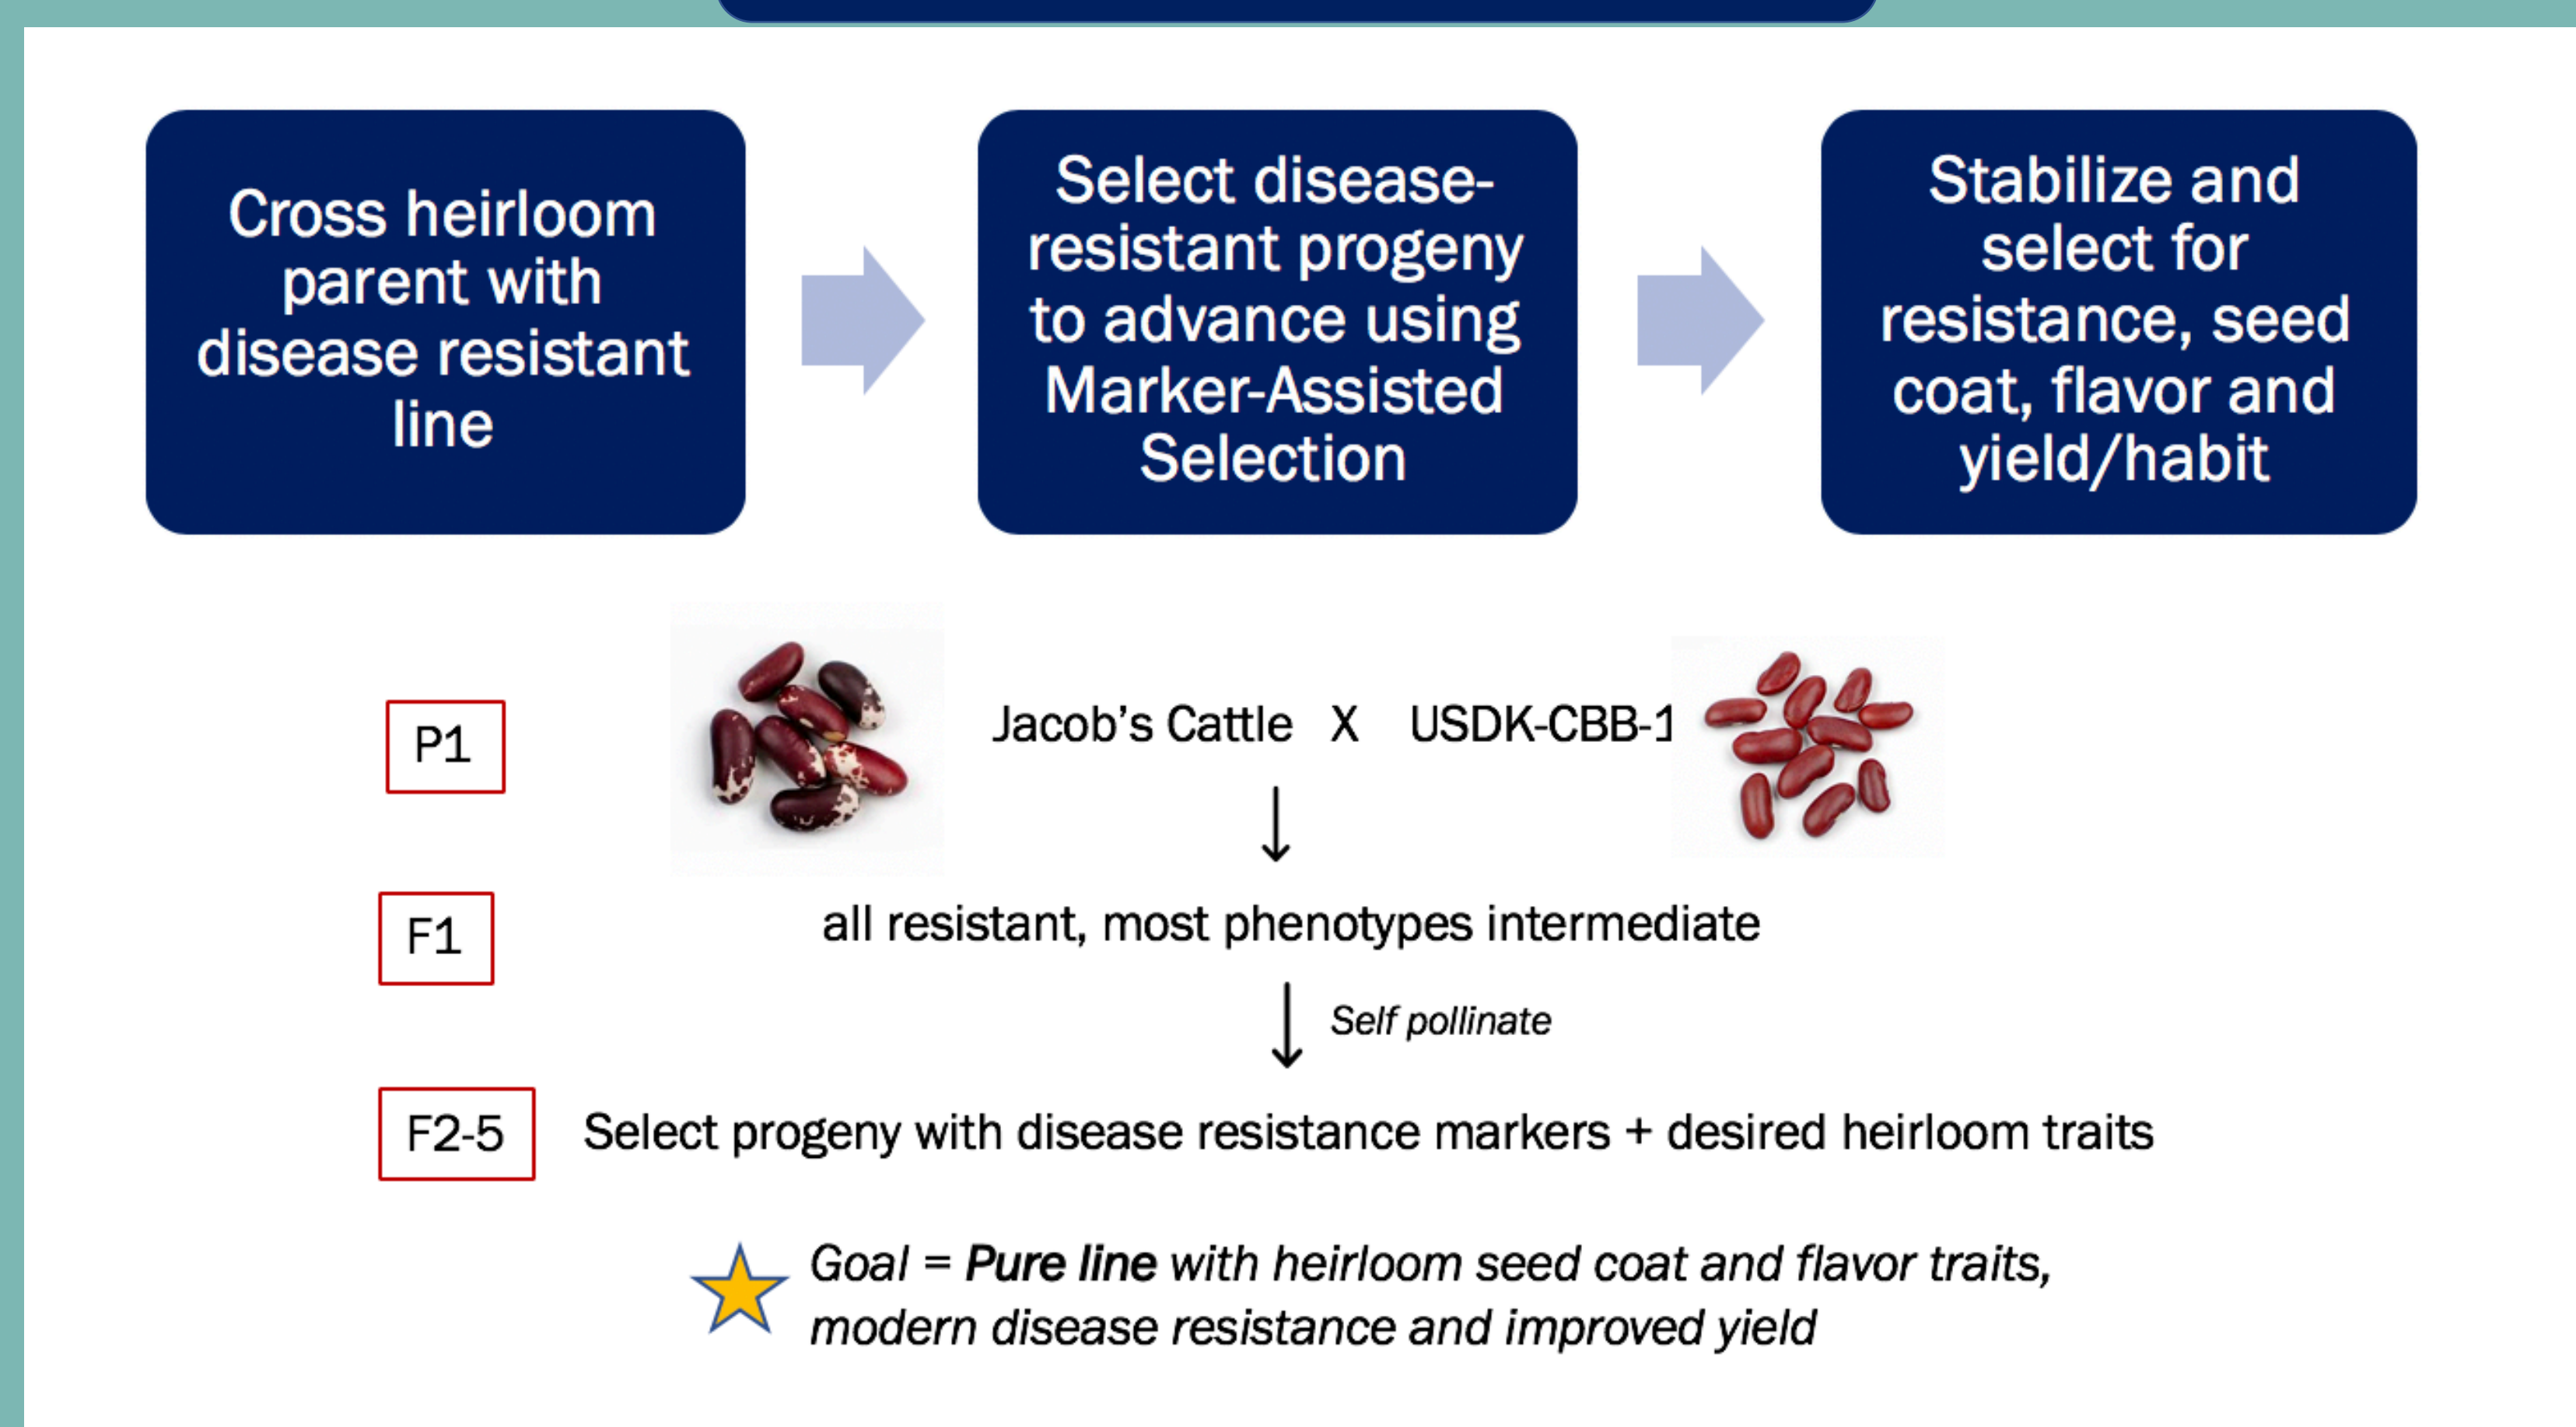 Cross heirloom
parent with
disease resistant
line
Select disease-
resistant progeny
to advance using
Marker-Assisted
Selection
Stabilize and
select for
resistance, seed
coat, flavor and
yield/habit
P1
Jacob's Cattle X USDK-CBB-1
F1
all resistant, most phenotypes intermediate
Self pollinate
F2-5
Select progeny with disease resistance markers + desired heirloom traits
Goal = Pure line with heirloom seed coat and flavor traits,
modern disease resistance and improved yield